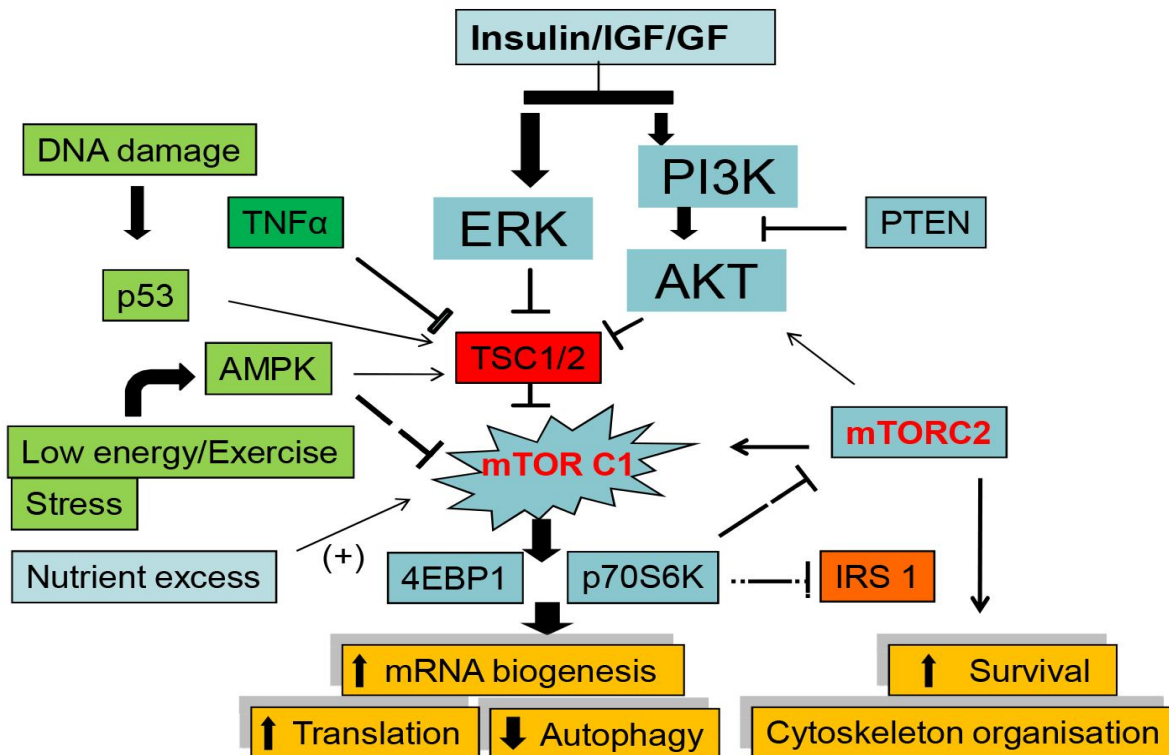 Insulin/IGF/GF
DNA damage
PI3K
TNFα
ERK
PTEN
AKT
p53
TSC1/2
AMPK
mTORC2
Low energy/Exercise
mTOR C1
Stress
(+)
Nutrient excess
4EBP1
p70S6K
IRS 1
mRNA biogenesis
Survival
Translation
Autophagy
Cytoskeleton organisation